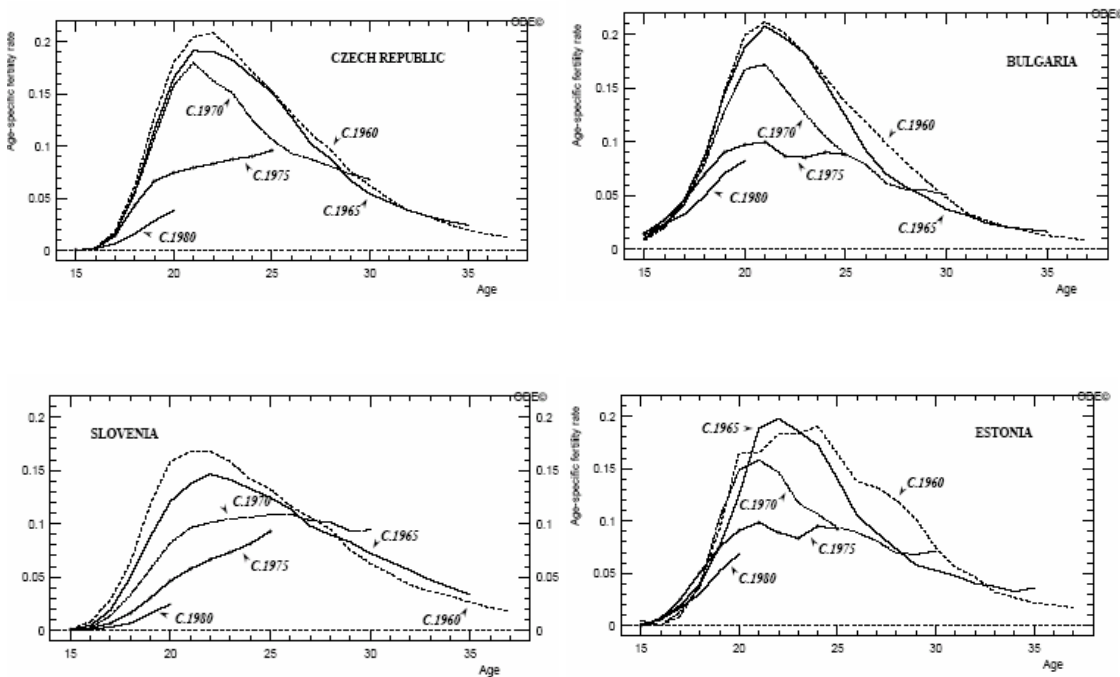 ODE©
Age-specific fertility rate
0.2
0.15
0.1
0.05
0
CZECH REPUBLIC
C.1970
C.1960
C.1975
C.1965
C.1980
15 20 25 30 35
Age
ODE©
Age-specific fertility rate
0.2
0.15
0.1
0.05
0
BULGARIA
C.1960
C.1970
C.1975
C.1980
C.1965
15 20 25 30 35
Age
ODE©
0.2
0.15
0.1
0.05
0
0.2
0.15
0.1
0.05
0
SLOVENIA
C.1970
C.1965
C.1975
C.1980
C.1960
15 20 25 30 35
Age
ODE©
Age-specific fertility rate
0.2
0.15
0.1
0.05
0
C.1965
ESTONIA
C.1960
C.1970
C.1975
C.1980
15 20 25 30 35
Age